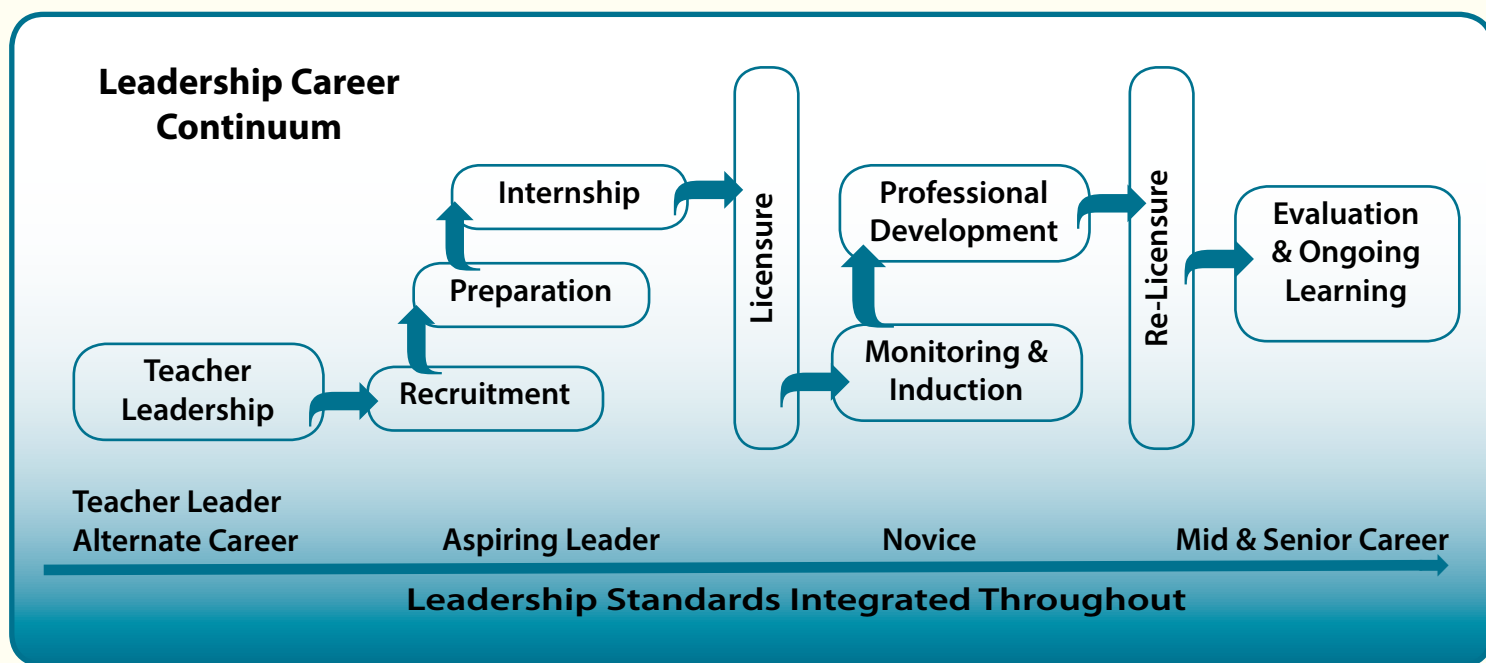 Leadership Career
Continuum
Internship
Preparation
Teacher
Leadership
Recruitment
Licensure
Professional
Development
Monitoring &
Induction
Re-Licensure
Evaluation
& Ongoing
Learning
Teacher Leader
Alternate Career
Aspiring Leader
Novice
Mid & Senior Career
Leadership Standards Integrated Throughout